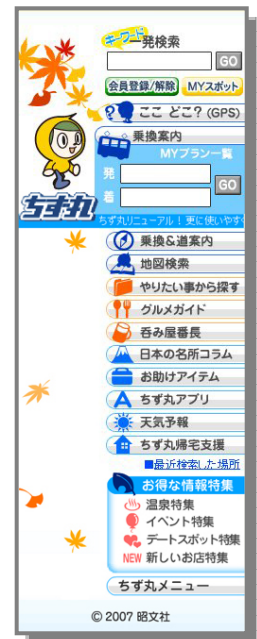 キーワード一発検索
GO
会員登録/解除 MYスポット
ここ どこ? (GPS)
乗換案内
MYプラン一覧
発
着
GO
ちず丸
ちず丸リニューアル！更に使いやす
乗換&道案内
地図検索
やりたい事から探す
グルメガイド
呑み屋番長
日本の名所コラム
お助けアイテム
ちず丸アプリ
天気予報
ちず丸帰宅支援
■最近検索した場所
お得な情報特集
温泉特集
イベント特集
デートスポット特集
NEW 新しいお店特集
ちず丸メニュー
© 2007 昭文社